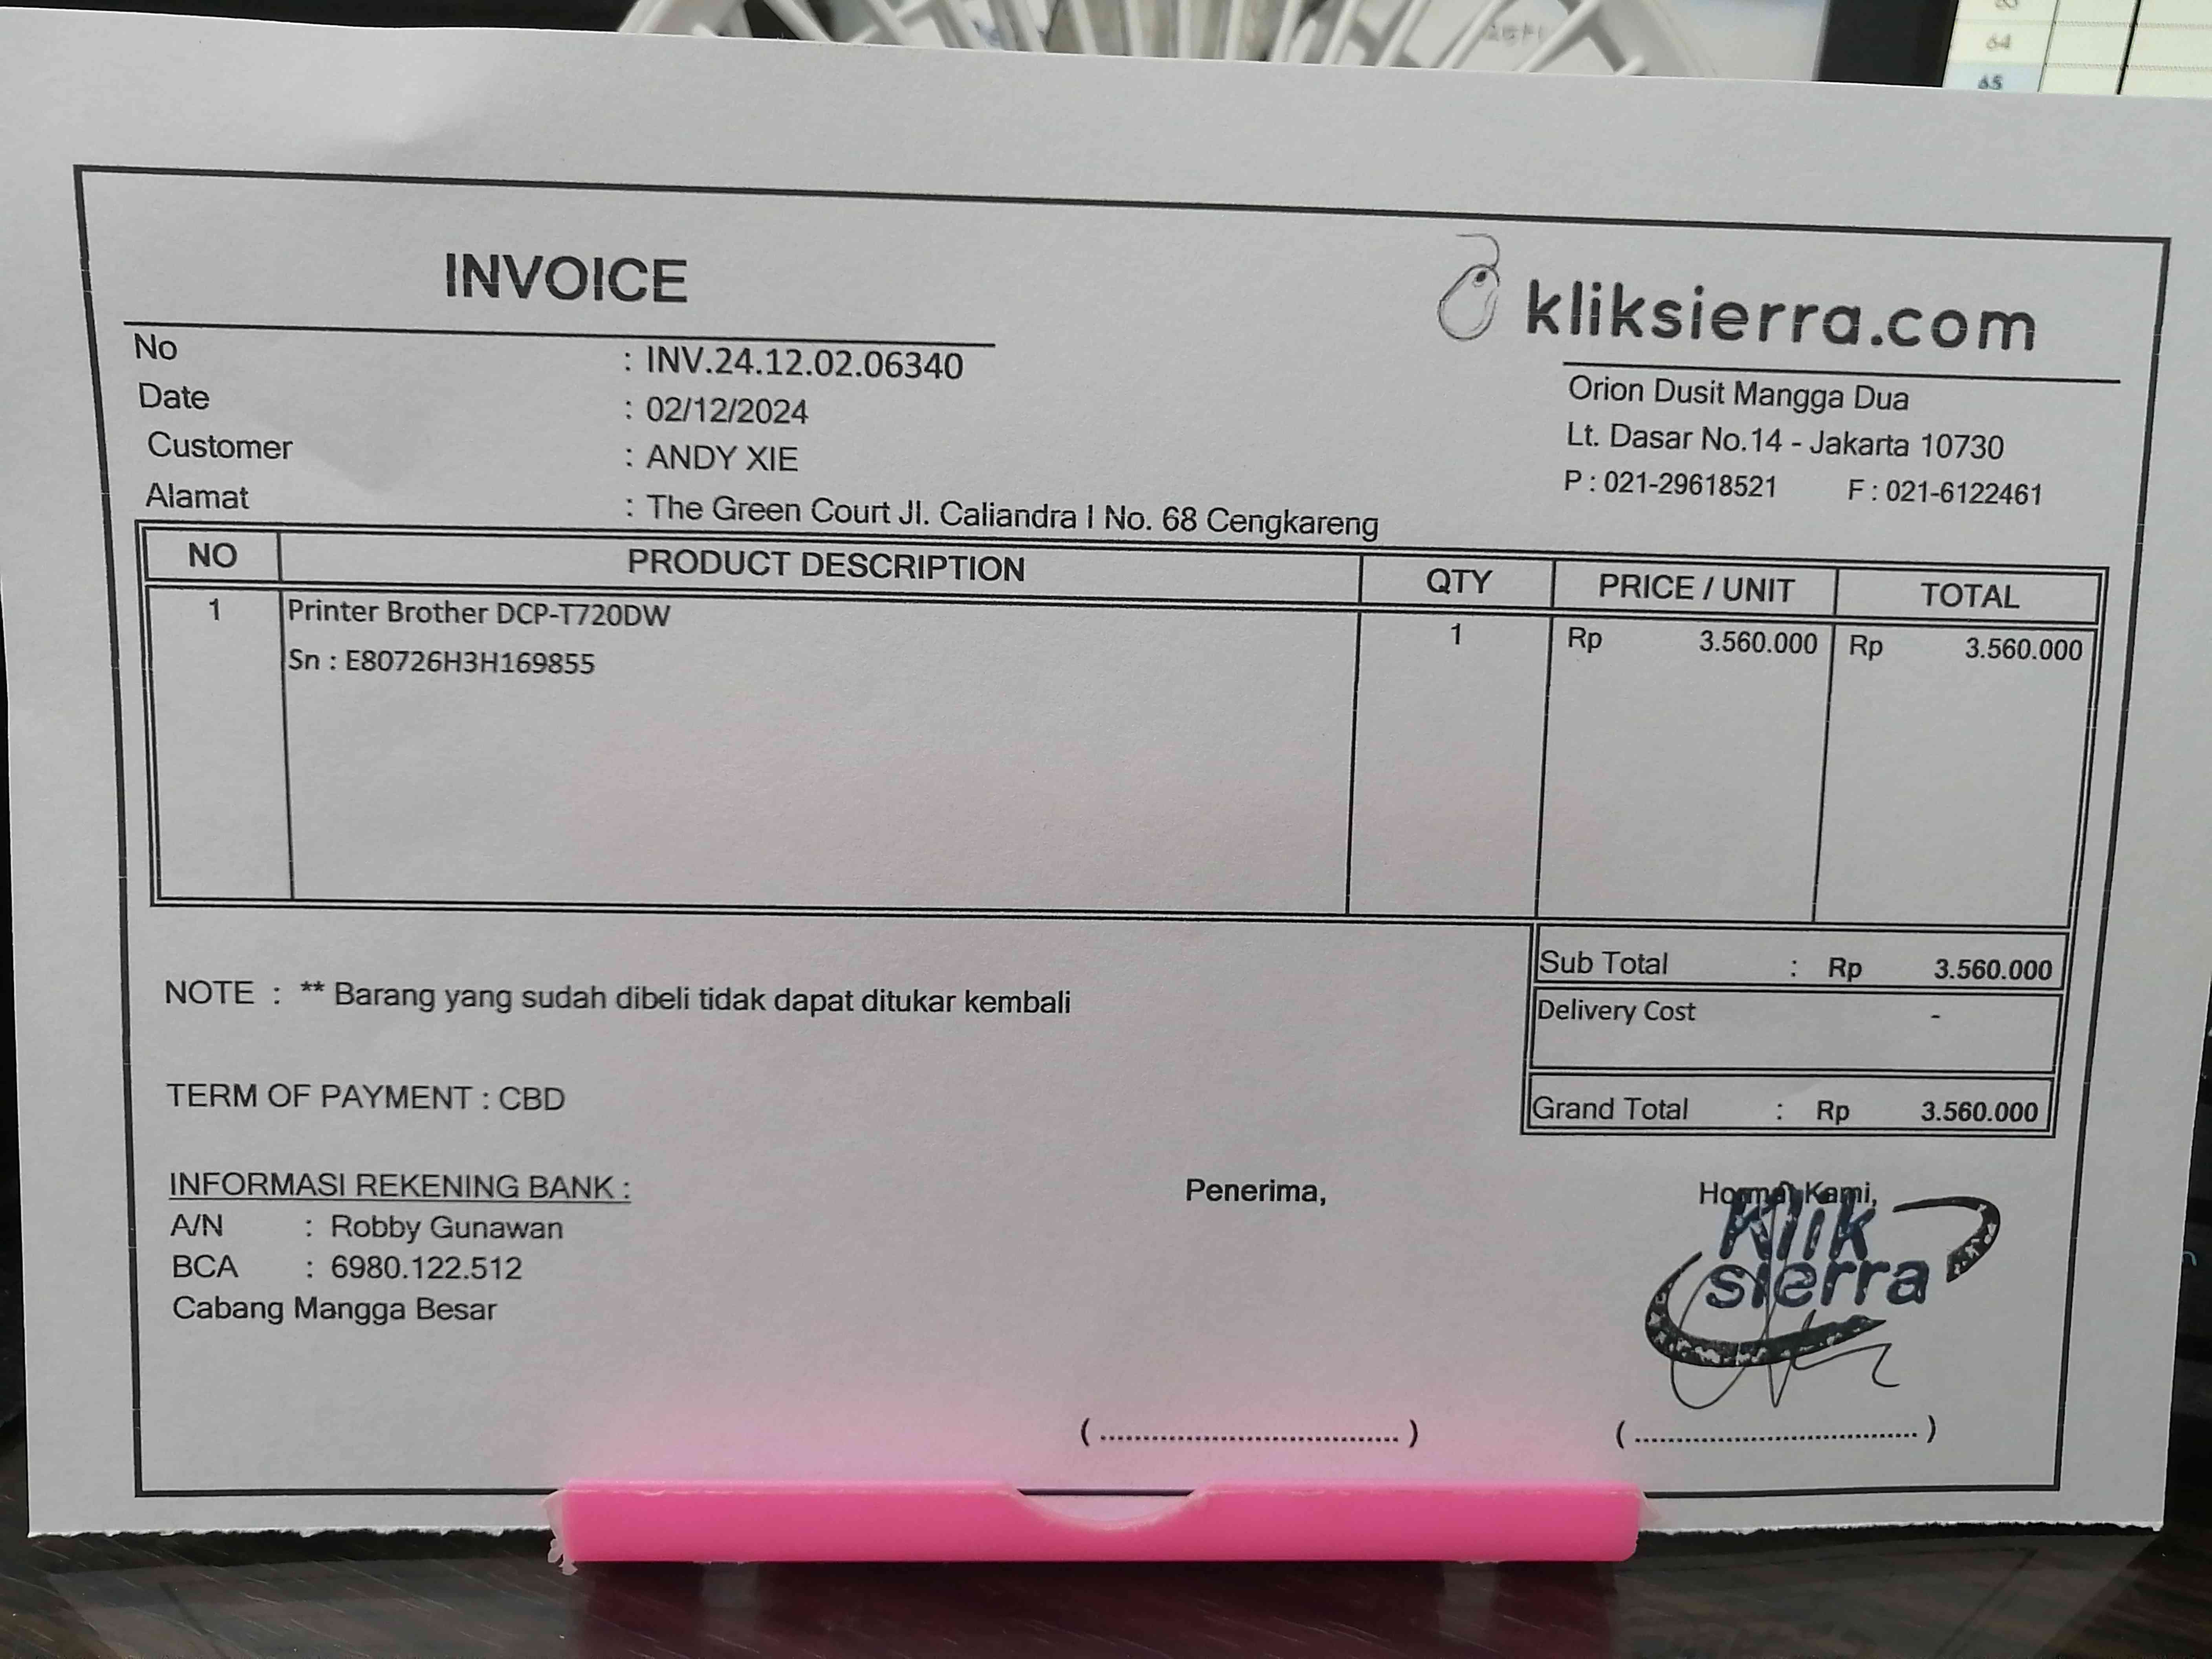 64
65
INVOICE
kliksierra.com
No : INV.24.12.02.06340
Date : 02/12/2024
Customer : ANDY XIE
Alamat : The Green Court Jl. Caliandra I No. 68 Cengkareng
Orion Dusit Mangga Dua
Lt. Dasar No.14 - Jakarta 10730
P : 021-29618521 F : 021-6122461
NO PRODUCT DESCRIPTION QTY PRICE / UNIT TOTAL
1 Printer Brother DCP-T720DW 1 Rp 3.560.000 Rp 3.560.000
Sn : E80726H3H169855
Sub Total : Rp 3.560.000
NOTE : ** Barang yang sudah dibeli tidak dapat ditukar kembali
Delivery Cost -
TERM OF PAYMENT : CBD
Grand Total : Rp 3.560.000
INFORMASI REKENING BANK :
A/N : Robby Gunawan
BCA : 6980.122.512
Cabang Mangga Besar
Penerima,
Hormat Kami,
Klik
sierra
( .................................. )
( .................................. )